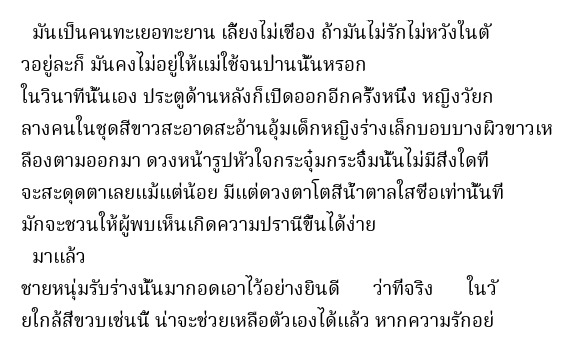 มันเป็นคนทะเยอทะยาน เลี้ยงไม่เชื่อง ถ้ามันไม่รักไม่หวังในตั
วอยู่ละก็ มันคงไม่อยู่ให้แม่ใช้จนปานนั้นหรอก
ในวินาทีนั้นเอง ประตูด้านหลังก็เปิดออกอีกครั้งหนึ่ง หญิงวัยก
ลางคนในชุดสีขาวสะอาดสะอ้านอุ้มเด็กหญิงร่างเล็กบอบบางผิวขาวเห
ลืองตามออกมา ดวงหน้ารูปหัวใจกระจุ๋มกระจิ๋มนั้นไม่มีสิ่งใดที่
จะสะดุดตาเลยแม้แต่น้อย มีแต่ดวงตาโตสีน้ำตาลใสซื่อเท่านั้นที่
มักจะชวนให้ผู้พบเห็นเกิดความปรานีขึ้นได้ง่าย
มาแล้ว
ชายหนุ่มรับร่างนั้นมากอดเอาไว้อย่างยินดี ว่าที่จริง ในวั
ยใกล้สี่ขวบเช่นนี้ น่าจะช่วยเหลือตัวเองได้แล้ว หากความรักอย่